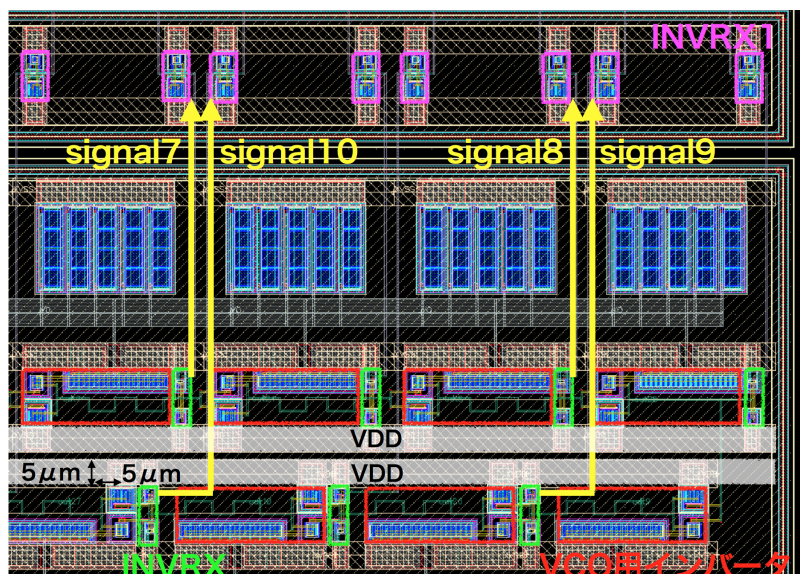 INVRX1
signal7
signal10
signal8
signal9
VDD
VDD
5μm
5μm
INVRX
VCO用インバータ